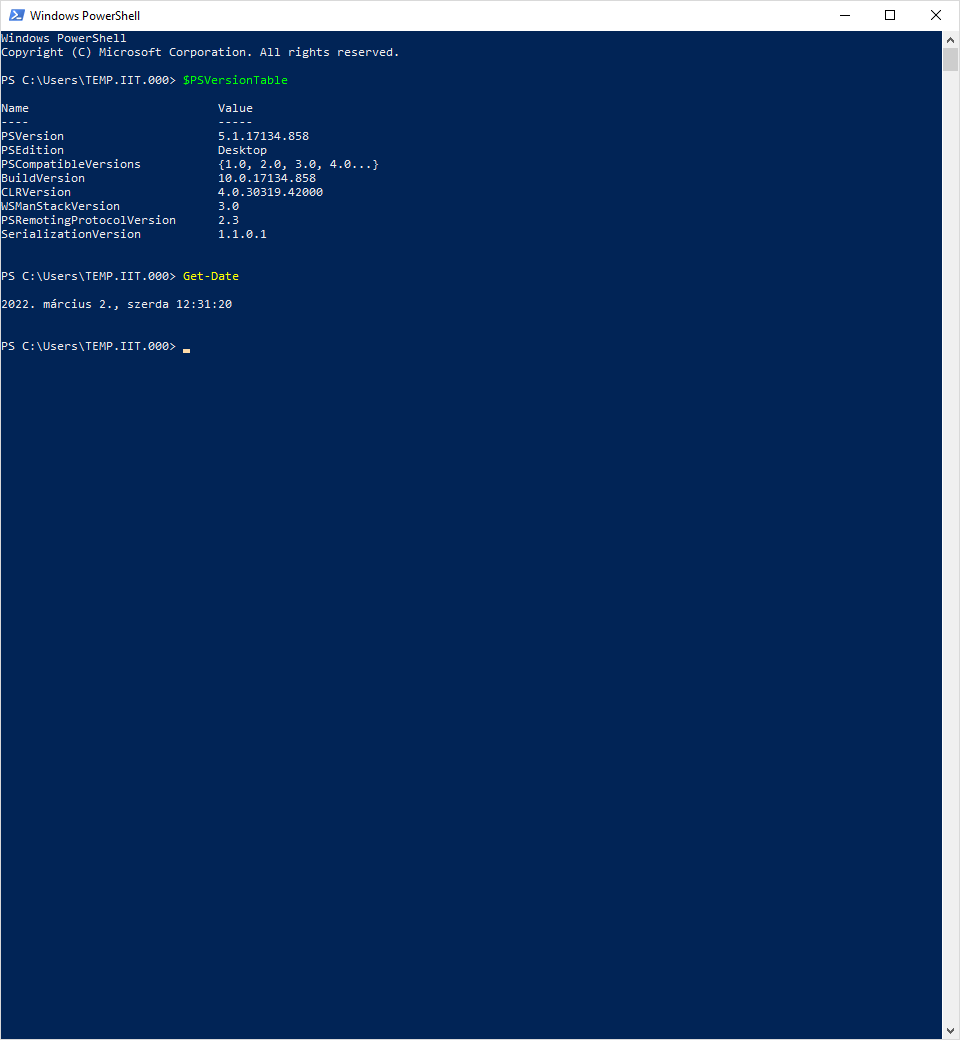 Windows PowerShell
Windows PowerShell
Copyright (C) Microsoft Corporation. All rights reserved.
PS C:\Users\TEMP.IIT.000> $PSVersionTable
Name                           Value
----                           -----
PSVersion                      5.1.17134.858
PSEdition                      Desktop
PSCompatibleVersions           {1.0, 2.0, 3.0, 4.0...}
BuildVersion                   10.0.17134.858
CLRVersion                     4.0.30319.42000
WSManStackVersion              3.0
PSRemotingProtocolVersion      2.3
SerializationVersion           1.1.0.1
PS C:\Users\TEMP.IIT.000> Get-Date
2022. március 2., szerda 12:31:20
PS C:\Users\TEMP.IIT.000>